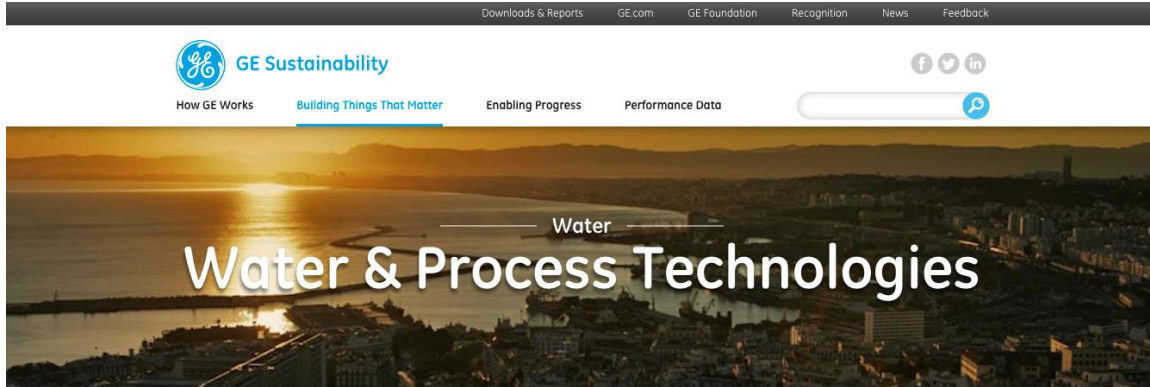 Downloads & Reports GE.com GE Foundation Recognition News Feedback
GE GE Sustainability
How GE Works Building Things That Matter Enabling Progress Performance Data
Water
Water & Process Technologies